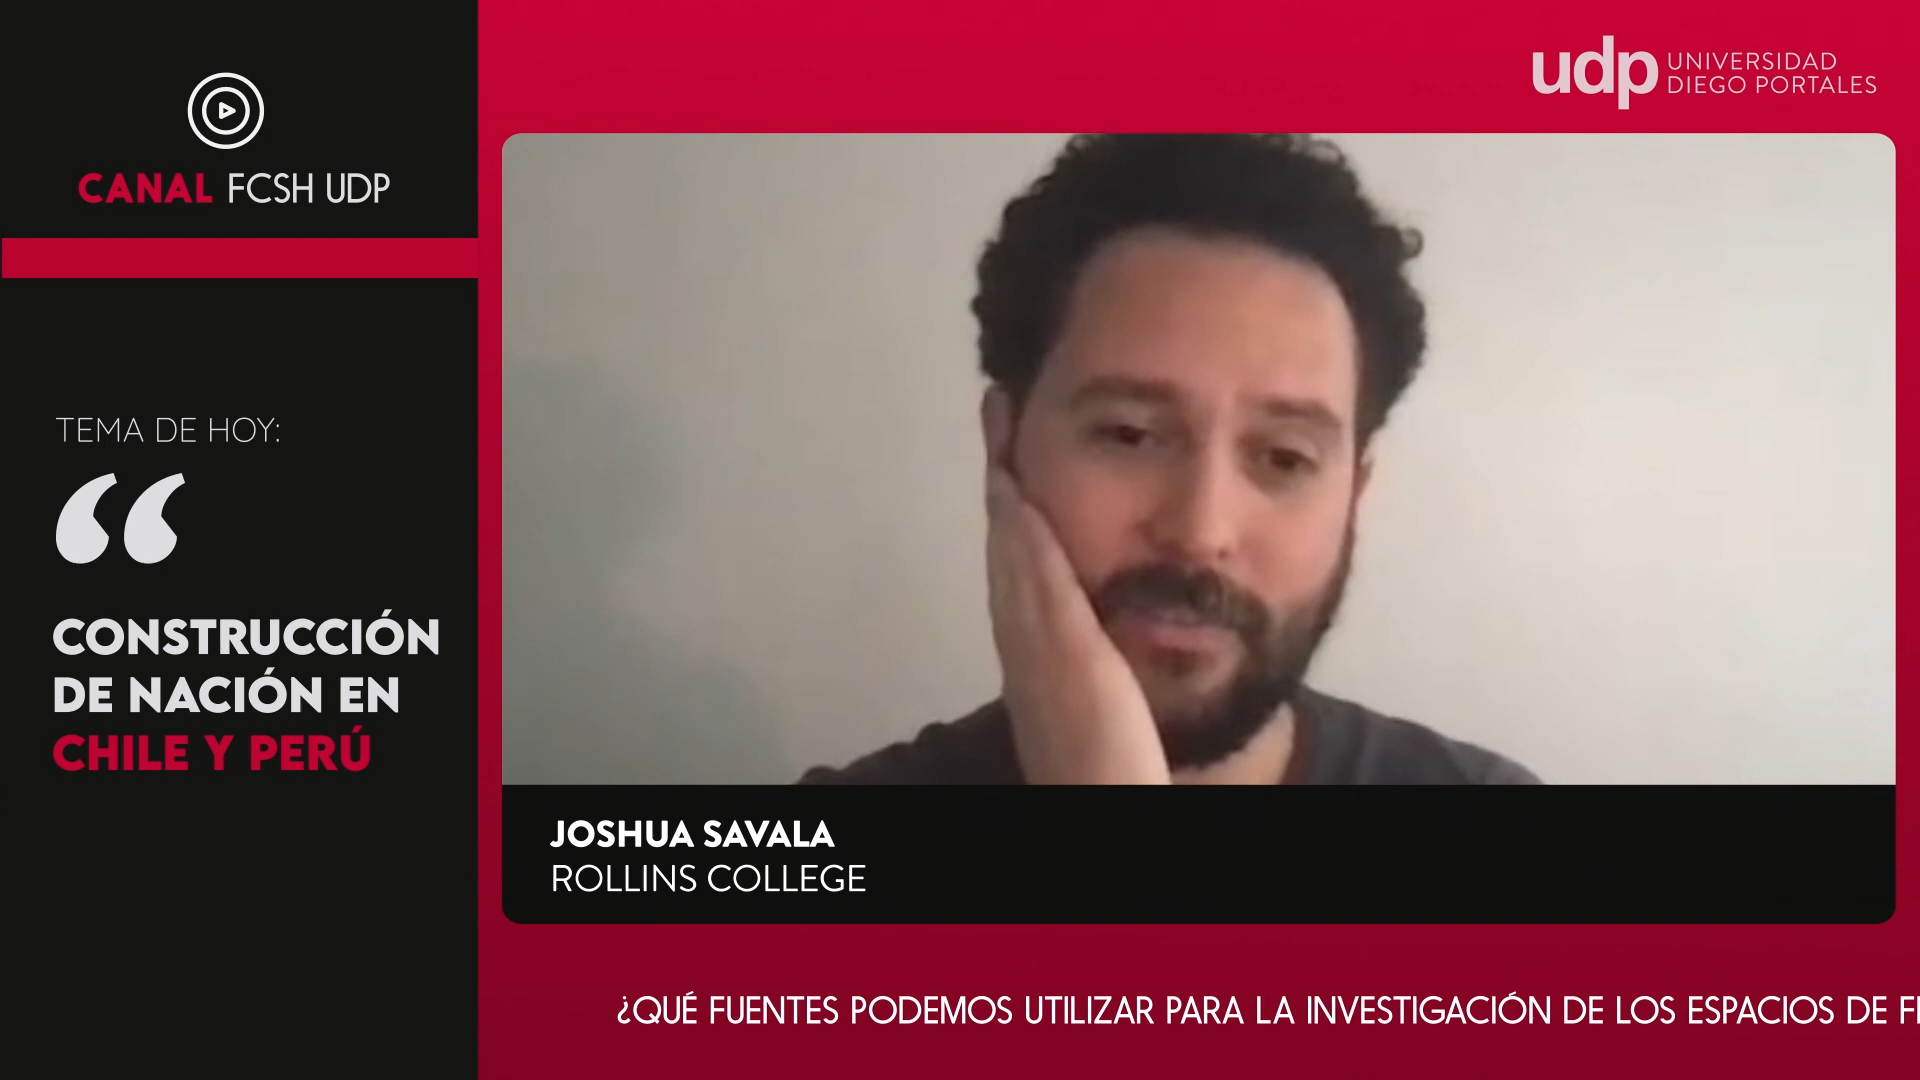 CANAL FCSH UDP
TEMA DE HOY:
“
CONSTRUCCIÓN
DE NACIÓN EN
CHILE Y PERÚ
udp UNIVERSIDAD
DIEGO PORTALES
JOSHUA SAVALA
ROLLINS COLLEGE
¿QUÉ FUENTES PODEMOS UTILIZAR PARA LA INVESTIGACIÓN DE LOS ESPACIOS DE